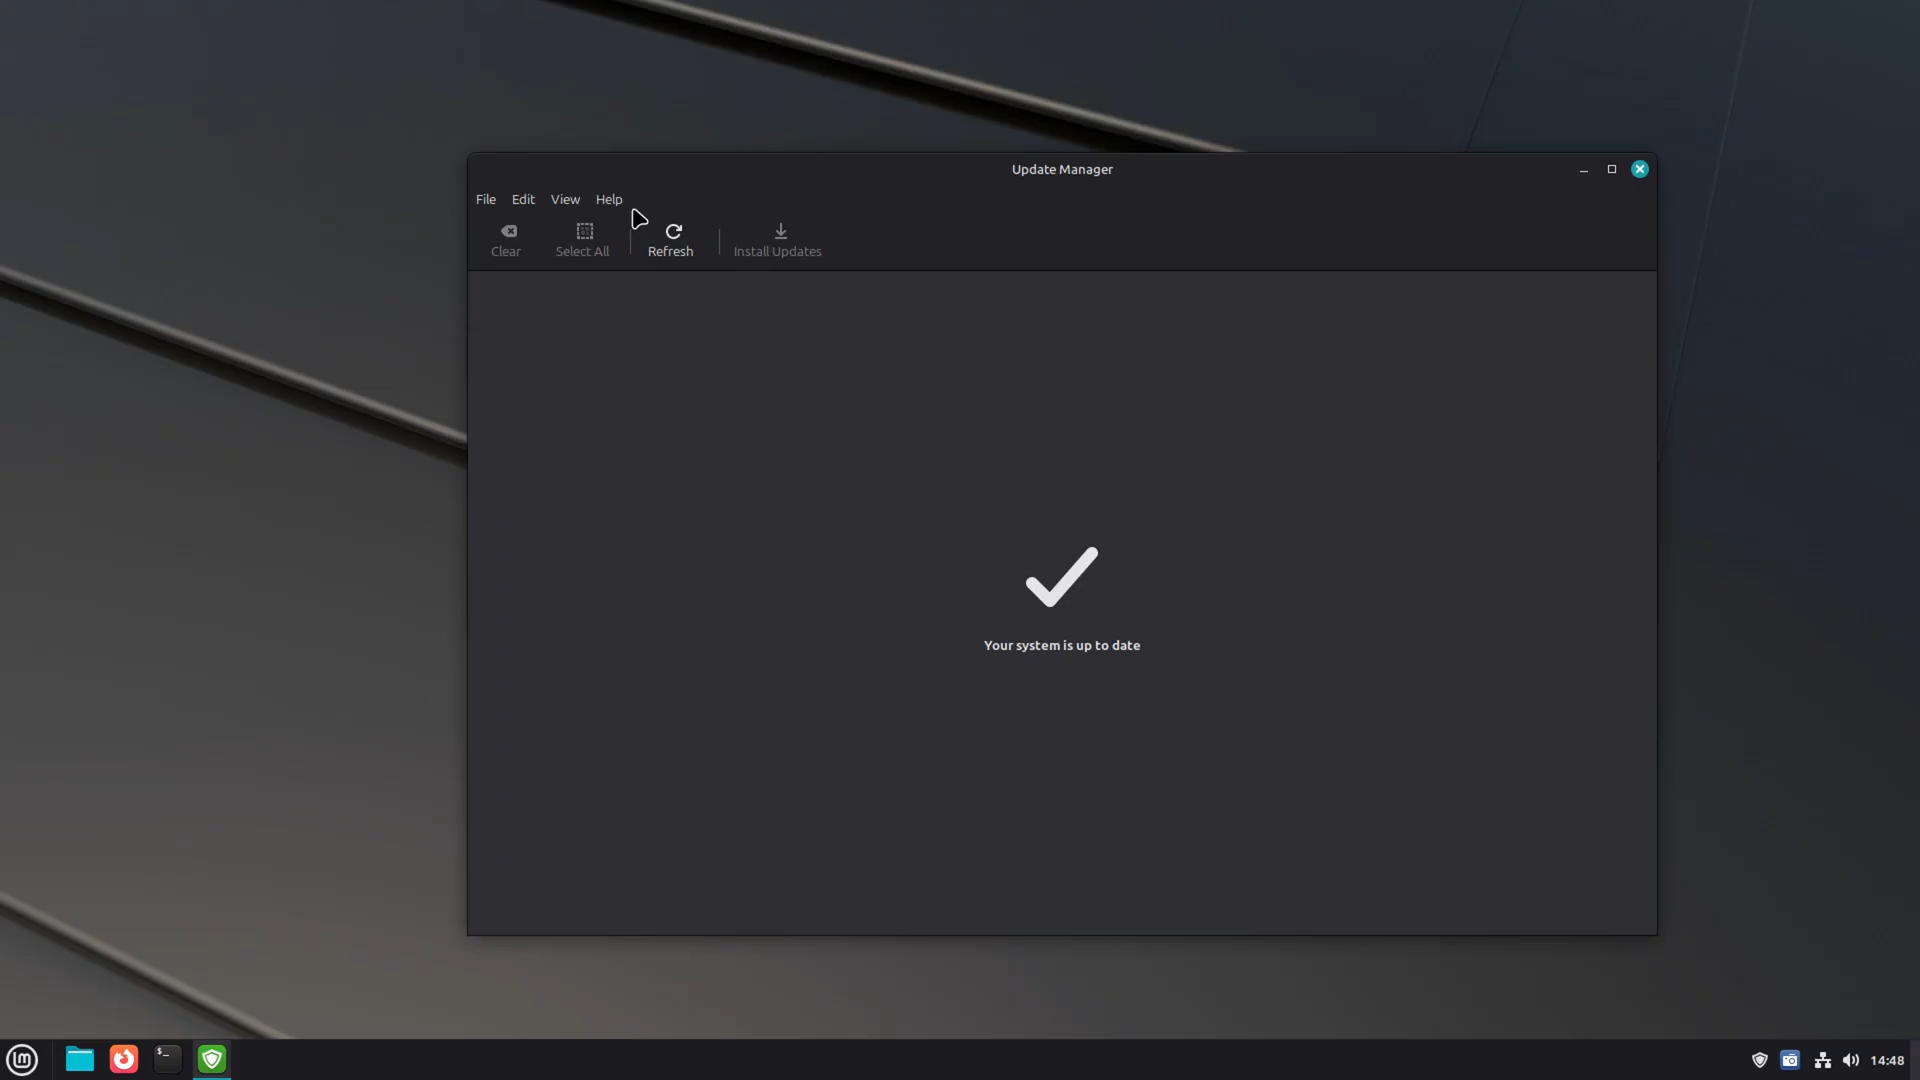 Update Manager
File Edit View Help
Clear Select All Refresh Install Updates
Your system is up to date
14:48